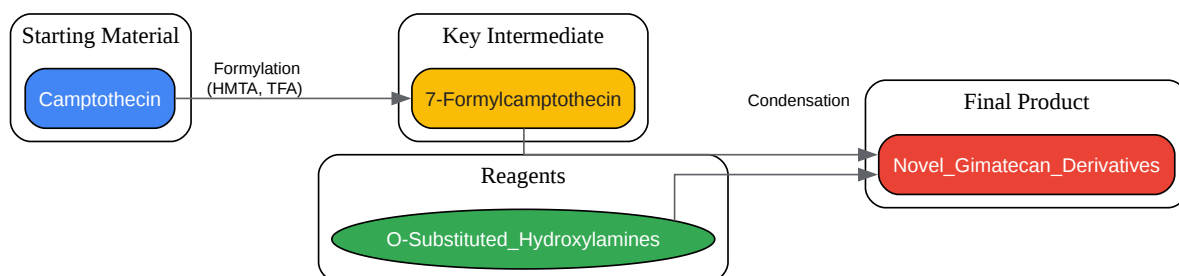 Starting Material
Camptothecin
Formylation
(HMTA, TFA)
Key Intermediate
7-Formylcamptothecin
Reagents
O-Substituted_Hydroxylamines
Condensation
Final Product
Novel_Gimatecan_Derivatives